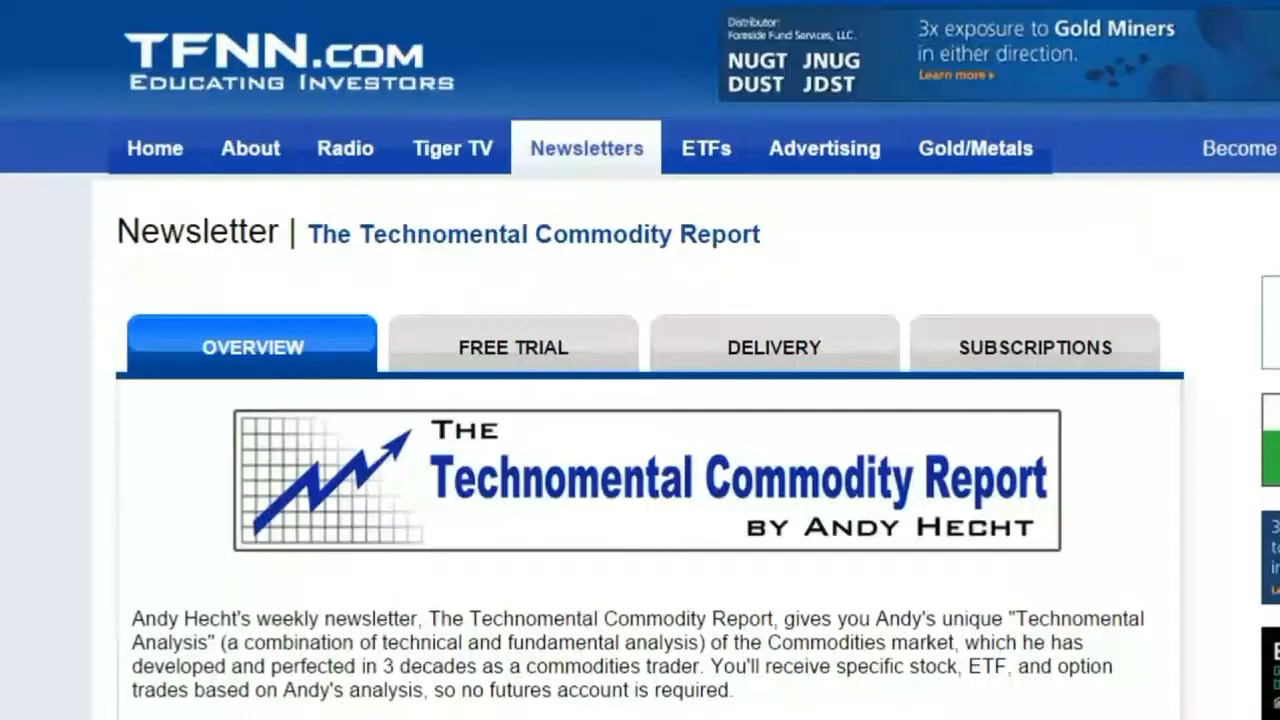 TFNN.COM
EDUCATING INVESTORS
Distributor:
Foreside Fund Services, LLC.
NUGT JNUG
DUST JDST
3x exposure to Gold Miners
in either direction.
Learn more
Home About Radio Tiger TV Newsletters ETFs Advertising Gold/Metals Become
Newsletter | The Technomental Commodity Report
OVERVIEW FREE TRIAL DELIVERY SUBSCRIPTIONS
THE
Technomental Commodity Report
BY ANDY HECHT
Andy Hecht's weekly newsletter, The Technomental Commodity Report, gives you Andy's unique "Technomental
Analysis" (a combination of technical and fundamental analysis) of the Commodities market, which he has
developed and perfected in 3 decades as a commodities trader. You'll receive specific stock, ETF, and option
trades based on Andy's analysis, so no futures account is required.